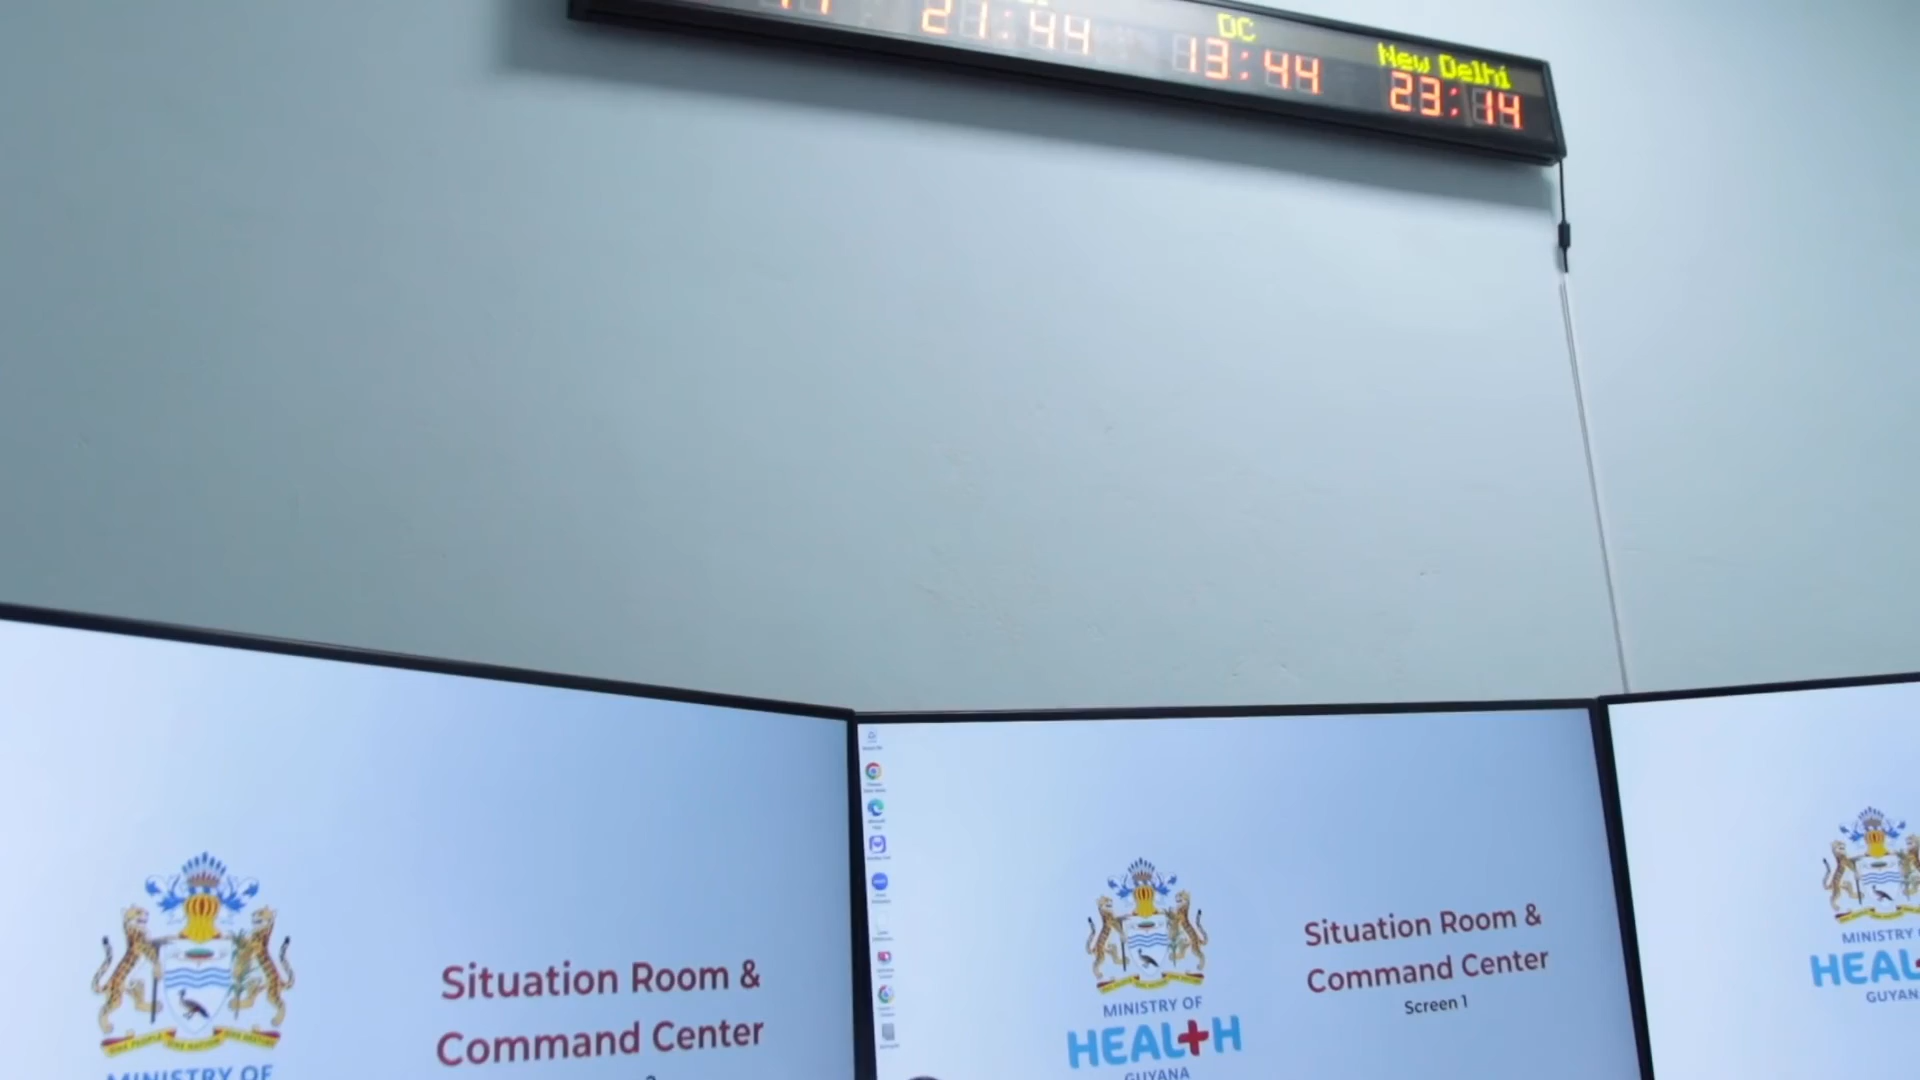 21:44
DC
13:44
New Delhi
23:14
Situation Room &
Command Center
MINISTRY OF
Situation Room &
Command Center
Screen 1
MINISTRY OF
HEALTH
GUYANA
MINISTRY
HEAL
GUYAN